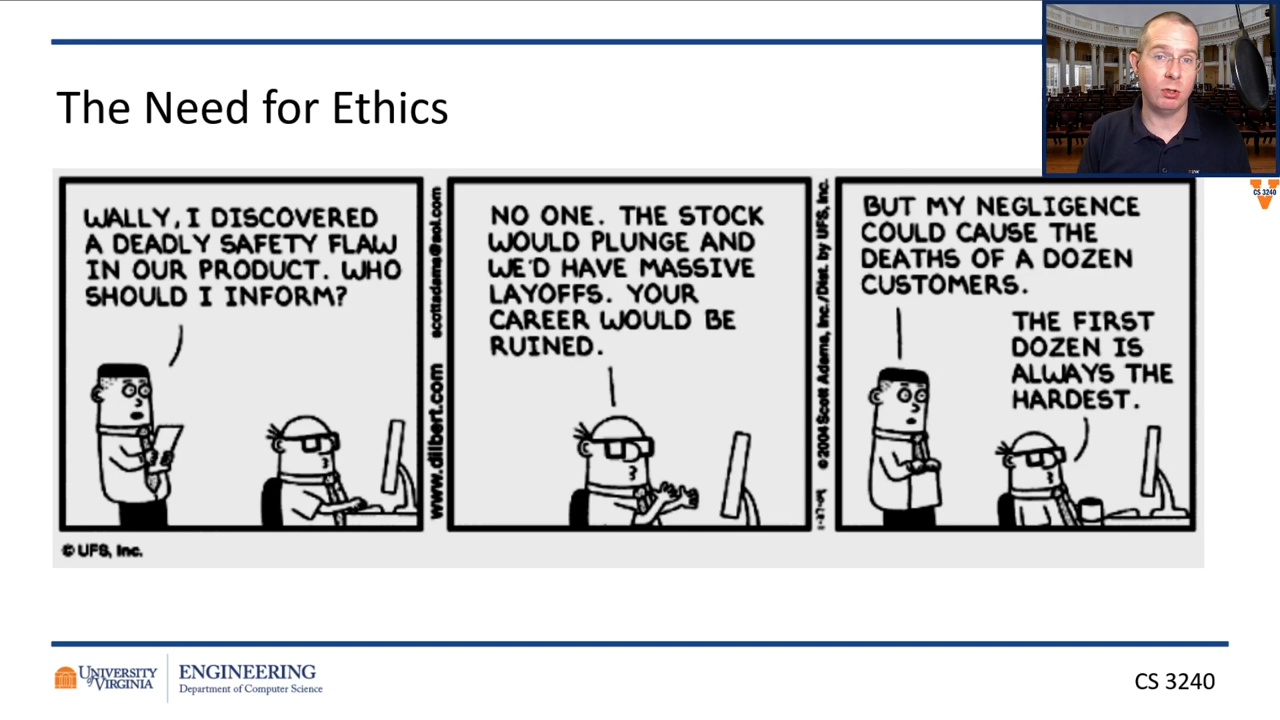 The Need for Ethics
CS 3240
WALLY, I DISCOVERED
A DEADLY SAFETY FLAW
IN OUR PRODUCT. WHO
SHOULD I INFORM?
www.dilbert.com scottadams@aol.com
NO ONE. THE STOCK
WOULD PLUNGE AND
WE'D HAVE MASSIVE
LAYOFFS. YOUR
CAREER WOULD BE
RUINED.
©2004 Scott Adams, Inc./Dist. by UFS, Inc.
BUT MY NEGLIGENCE
COULD CAUSE THE
DEATHS OF A DOZEN
CUSTOMERS.
THE FIRST
DOZEN IS
ALWAYS THE
HARDEST.
© UFS, Inc.
UNIVERSITY
of VIRGINIA
ENGINEERING
Department of Computer Science
CS 3240